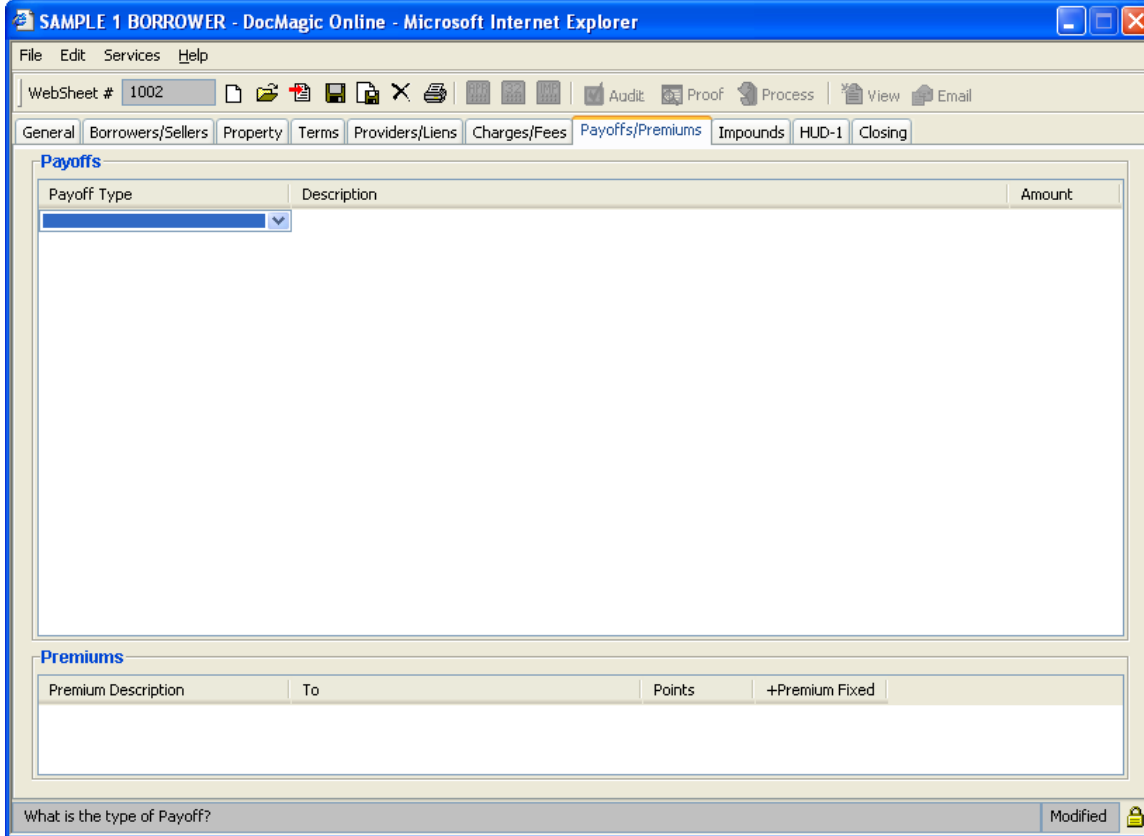 SAMPLE 1 BORROWER - DocMagic Online - Microsoft Internet Explorer
File Edit Services Help
WebSheet # 1002 Audit Proof Process View Email
General Borrowers/Sellers Property Terms Providers/Liens Charges/Fees Payoffs/Premiums Impounds HUD-1 Closing
Payoffs
Payoff Type Description Amount
Premiums
Premium Description To Points +Premium Fixed
What is the type of Payoff? Modified